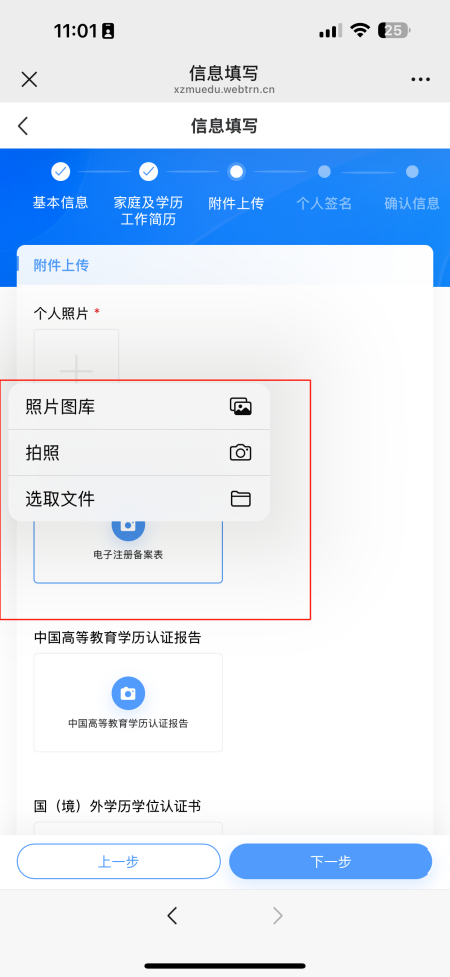 11:01
25
信息填写
xzmuedu.webtrn.cn
信息填写
基本信息
家庭及学历
工作简历
附件上传
个人签名
确认信息
附件上传
个人照片 *
照片图库
拍照
选取文件
电子注册备案表
中国高等教育学历认证报告
中国高等教育学历认证报告
国（境）外学历学位认证书
上一步
下一步